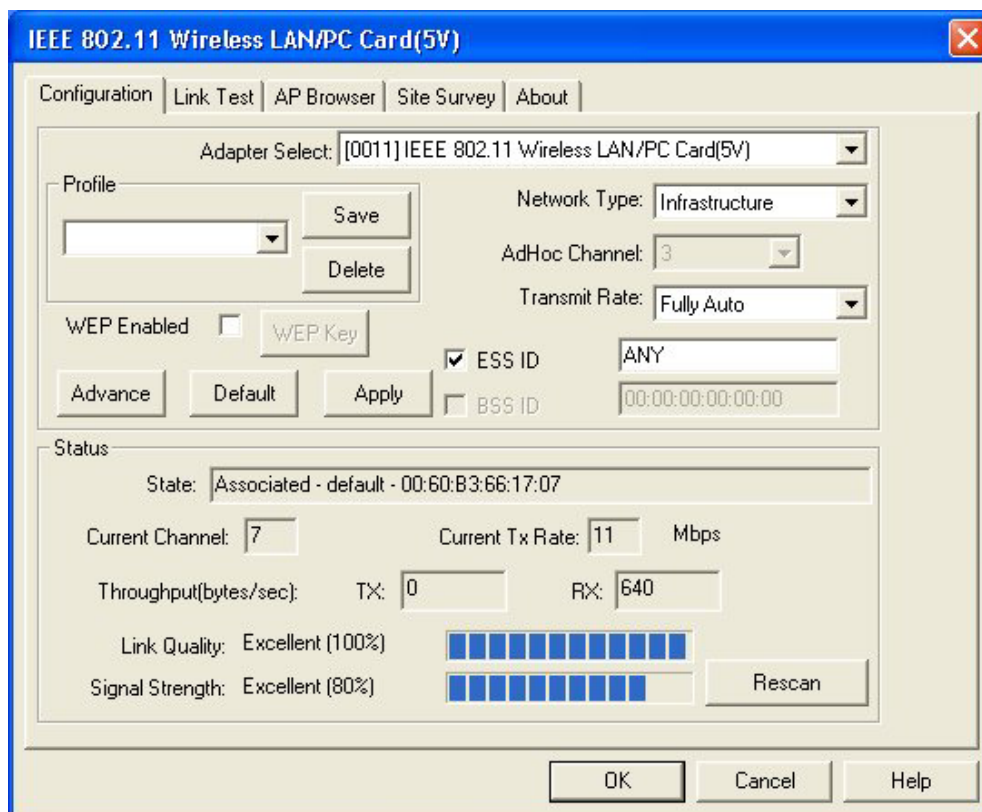 IEEE 802.11 Wireless LAN/PC Card(5V)
Configuration Link Test AP Browser Site Survey About
Adapter Select: [0011] IEEE 802.11 Wireless LAN/PC Card(5V)
Profile
Save
Delete
Network Type: Infrastructure
AdHoc Channel: 3
Transmit Rate: Fully Auto
WEP Enabled WEP Key
ESS ID ANY
Advance Default Apply
BSS ID 00:00:00:00:00:00
Status
State: Associated - default - 00:60:B3:66:17:07
Current Channel: 7 Current Tx Rate: 11 Mbps
Throughput(bytes/sec): TX: 0 RX: 640
Link Quality: Excellent (100%)
Signal Strength: Excellent (80%)
Rescan
OK Cancel Help